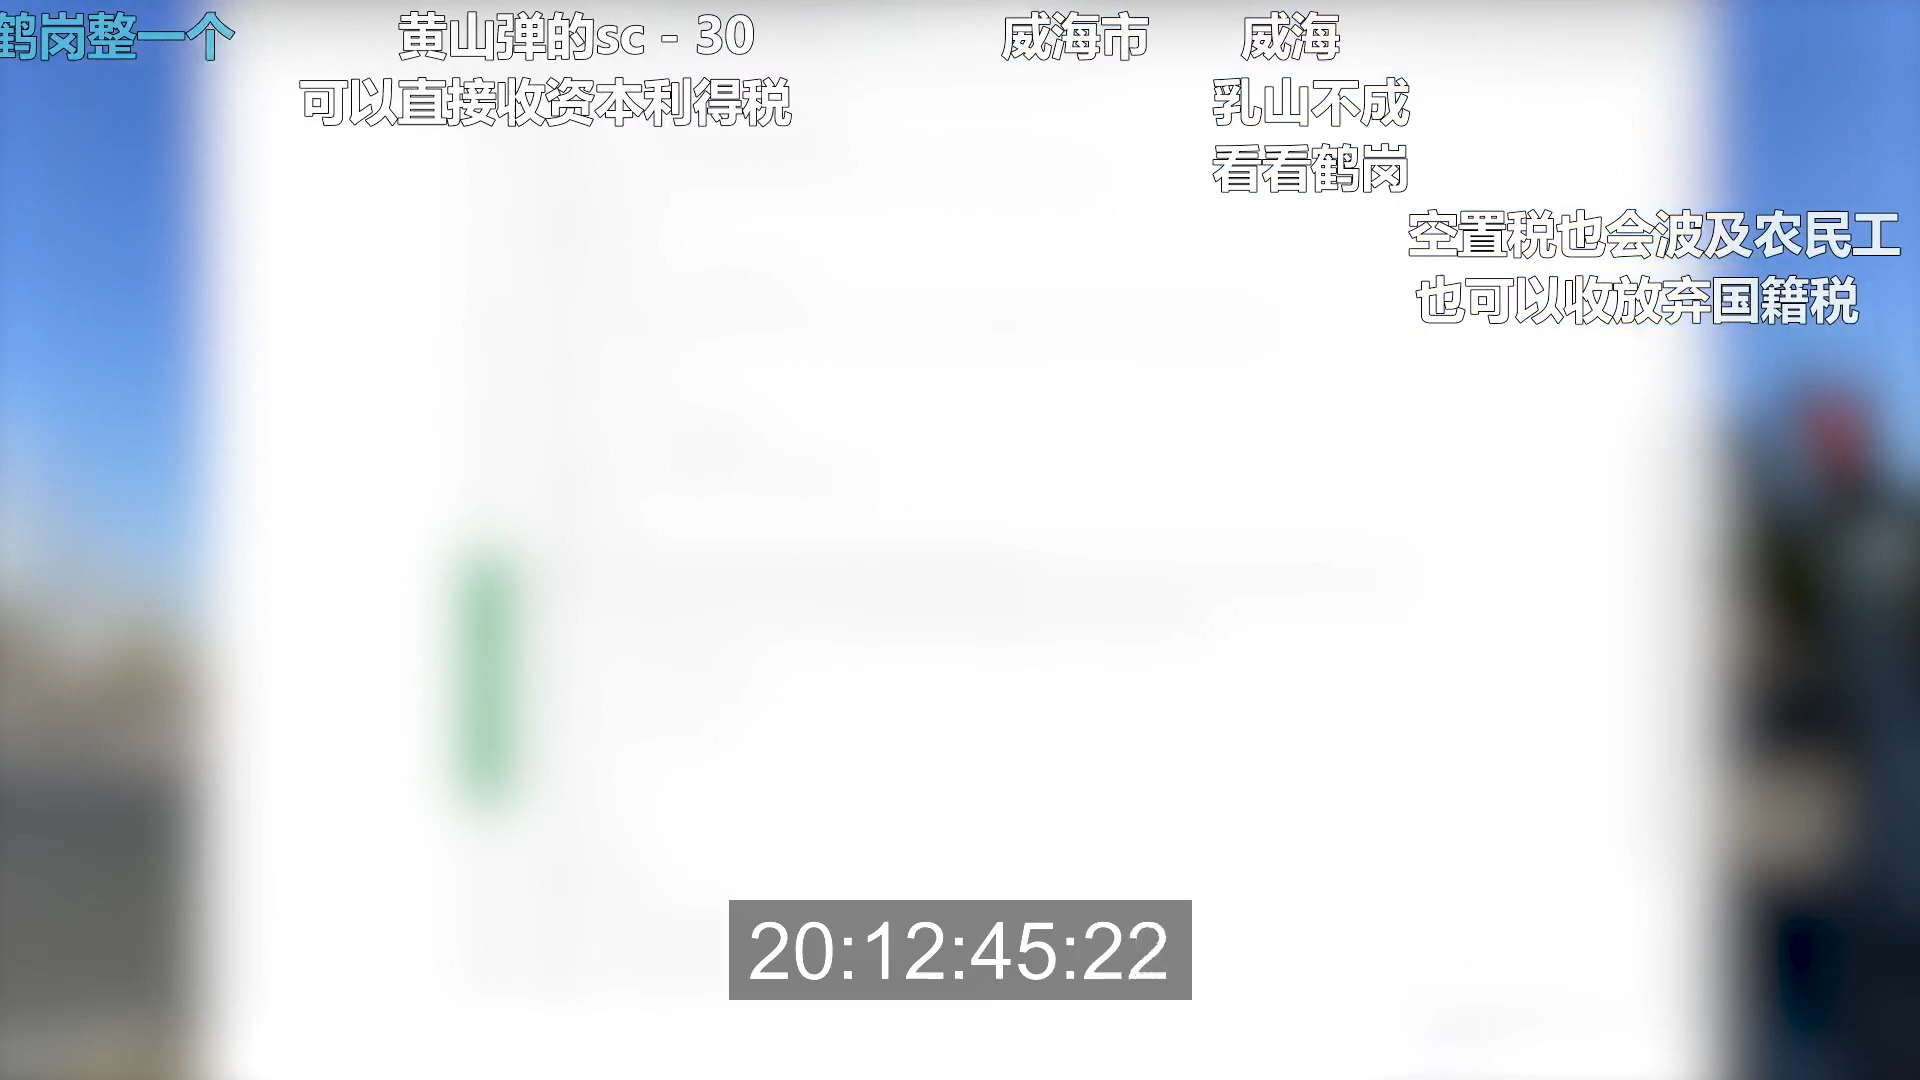 鹤岗整一个
黄山弹的sc - 30
威海市
威海
可以直接收资本利得税
乳山不成
看看鹤岗
空置税也会波及农民工
也可以收放弃国籍税
20:12:45:22